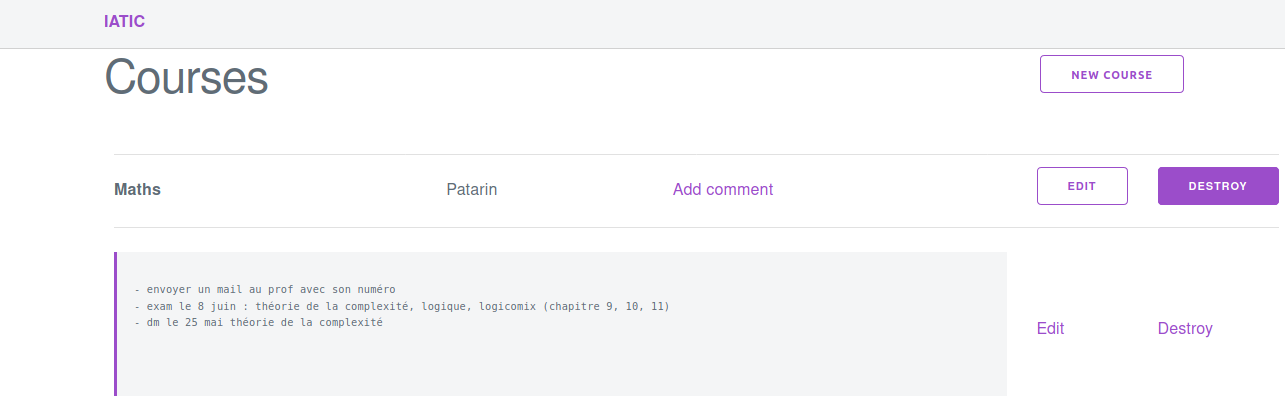 IATIC
Courses
NEW COURSE
Maths Patarin Add comment EDIT DESTROY
- envoyer un mail au prof avec son numéro
- exam le 8 juin : théorie de la complexité, logique, logicomix (chapitre 9, 10, 11)
- dm le 25 mai théorie de la complexité
Edit Destroy